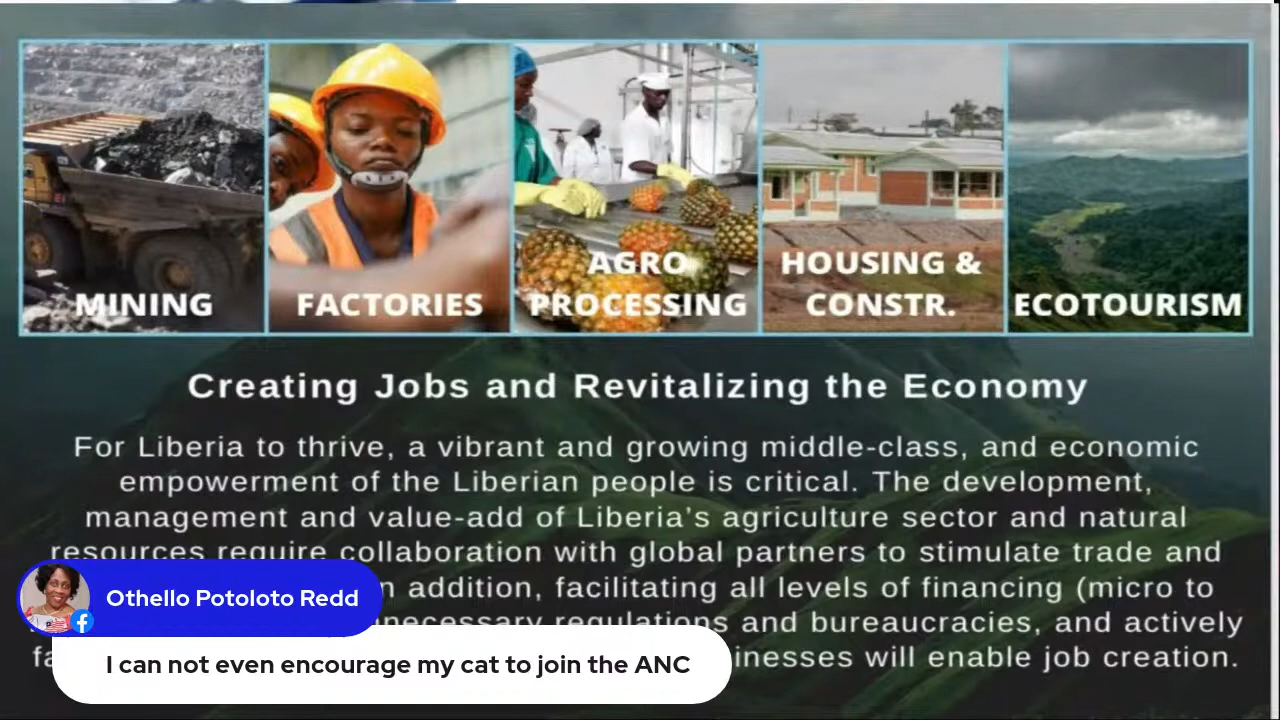 MINING
FACTORIES
AGRO
PROCESSING
HOUSING &
CONSTR.
ECOTOURISM
Creating Jobs and Revitalizing the Economy
For Liberia to thrive, a vibrant and growing middle-class, and economic
empowerment of the Liberian people is critical. The development,
management and value-add of Liberia's agriculture sector and natural
resources require collaboration with global partners to stimulate trade and
addition, facilitating all levels of financing (micro to
regulations and bureaucracies, and actively
will enable job creation.
Othello Potoloto Redd
I can not even encourage my cat to join the ANC